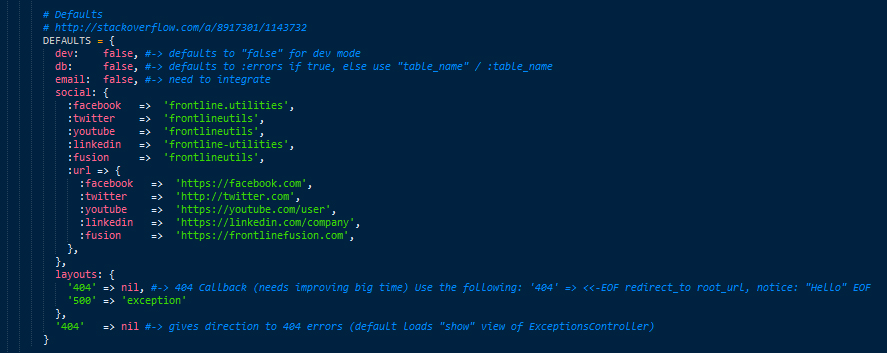 # Defaults
# http://stackoverflow.com/a/8917301/1143732
DEFAULTS = {
dev: false, #-> defaults to "false" for dev mode
db: false, #-> defaults to :errors if true, else use "table_name" / :table_name
email: false, #-> need to integrate
social: {
:facebook => 'frontline.utilities',
:twitter => 'frontlineutils',
:youtube => 'frontlineutils',
:linkedin => 'frontline-utilities',
:fusion => 'frontlineutils',
:url => {
:facebook => 'https://facebook.com',
:twitter => 'http://twitter.com',
:youtube => 'https://youtube.com/user',
:linkedin => 'https://linkedin.com/company',
:fusion => 'https://frontlinefusion.com',
},
},
layouts: {
'404' => nil, #-> 404 Callback (needs improving big time) Use the following: '404' => <<-EOF redirect_to root_url, notice: "Hello" EOF
'500' => 'exception'
},
'404' => nil #-> gives direction to 404 errors (default loads "show" view of ExceptionsController)
}